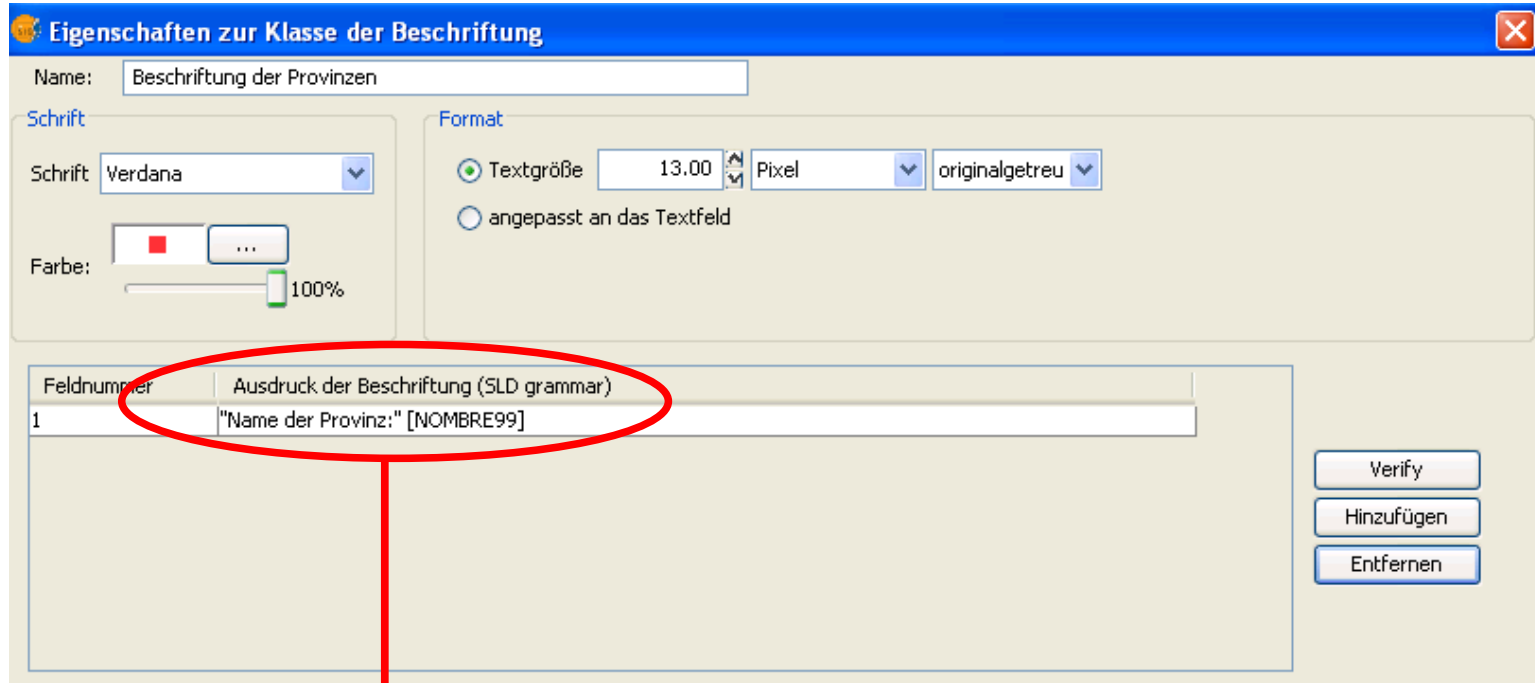 Eigenschaften zur Klasse der Beschriftung
Name: Beschriftung der Provinzen
Schrift
Schrift Verdana
Farbe: ...
100%
Format
Textgröße 13.00 Pixel originalgetreu
angepasst an das Textfeld
Feldnummer Ausdruck der Beschriftung (SLD grammar)
1 "Name der Provinz:" [NOMBRE99]
Verify
Hinzufügen
Entfernen